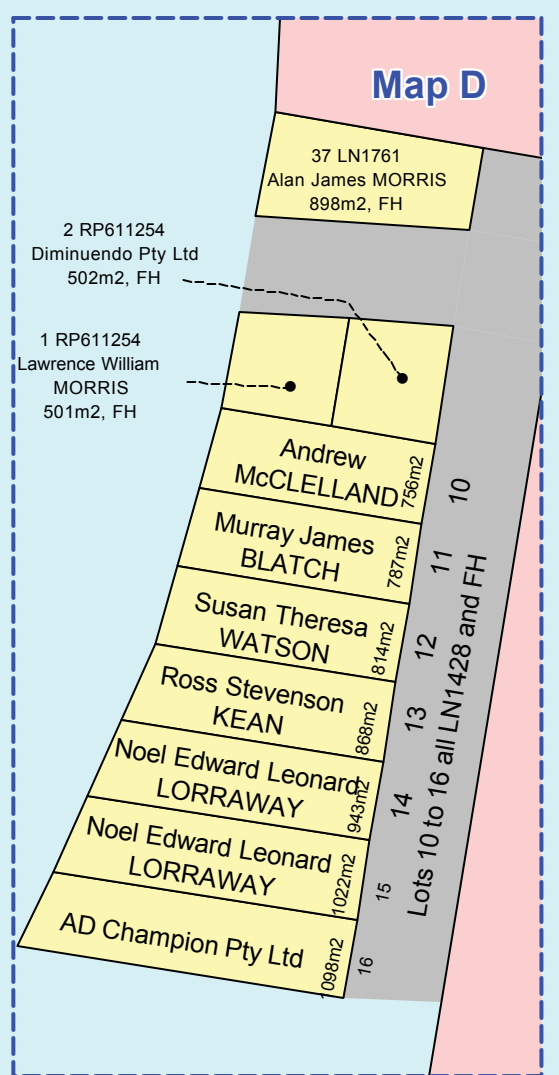 Map D
37 LN1761
Alan James MORRIS
898m2, FH
2 RP611254
Diminuendo Pty Ltd
502m2, FH
1 RP611254
Lawrence William
MORRIS
501m2, FH
Andrew
McCLELLAND
756m2
10
Murray James
BLATCH
787m2
11
Susan Theresa
WATSON
814m2
12
Ross Stevenson
KEAN
868m2
13
Noel Edward Leonard
LORRAWAY
943m2
14
Noel Edward Leonard
LORRAWAY
1022m2
15
AD Champion Pty Ltd
1098m2
16
Lots 10 to 16 all LN1428 and FH